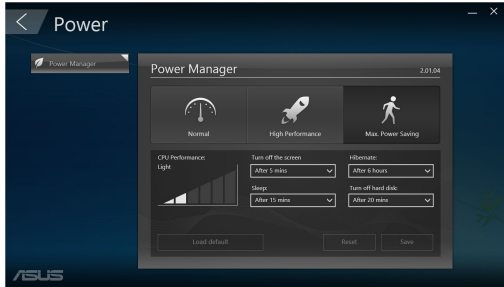 Power
Power Manager
Power Manager
2.01.04
Normal
High Performance
Max. Power Saving
CPU Performance:
Light
Turn off the screen
After 5 mins
Hibernate:
After 6 hours
Sleep:
After 15 mins
Turn off hard disk:
After 20 mins
Load default
Reset
Save
ASUS